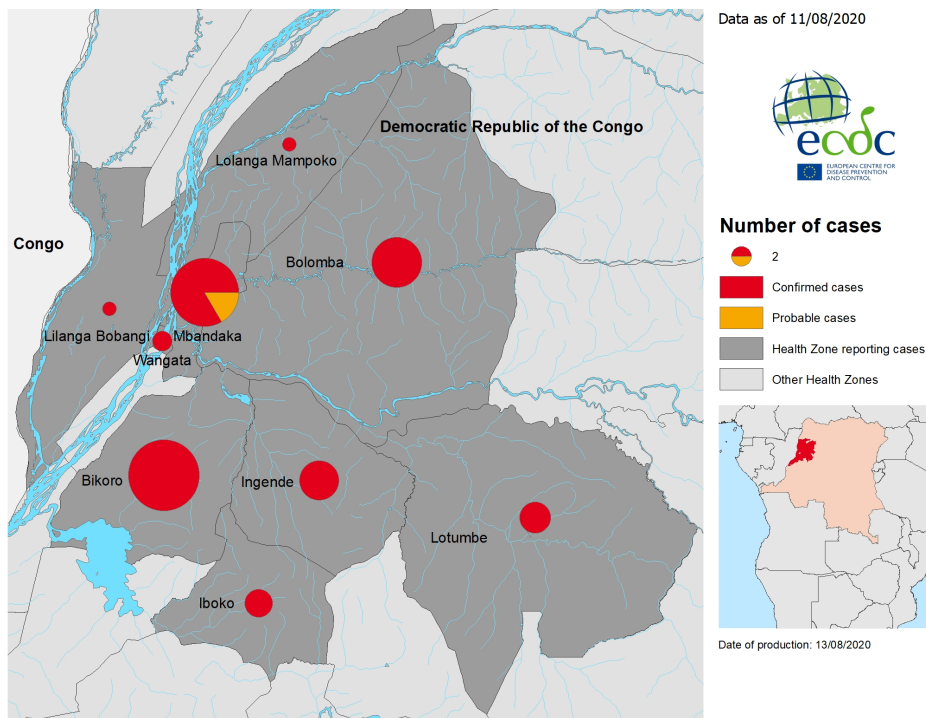 Data as of 11/08/2020
ecdc
EUROPEAN CENTRE FOR
DISEASE PREVENTION
AND CONTROL
Democratic Republic of the Congo
Lolanga Mampoko
Congo
Bolomba
Lilanga Bobangi
Mbandaka
Wangata
Bikoro
Ingende
Lotumbe
Iboko
Number of cases
2
Confirmed cases
Probable cases
Health Zone reporting cases
Other Health Zones
Date of production: 13/08/2020